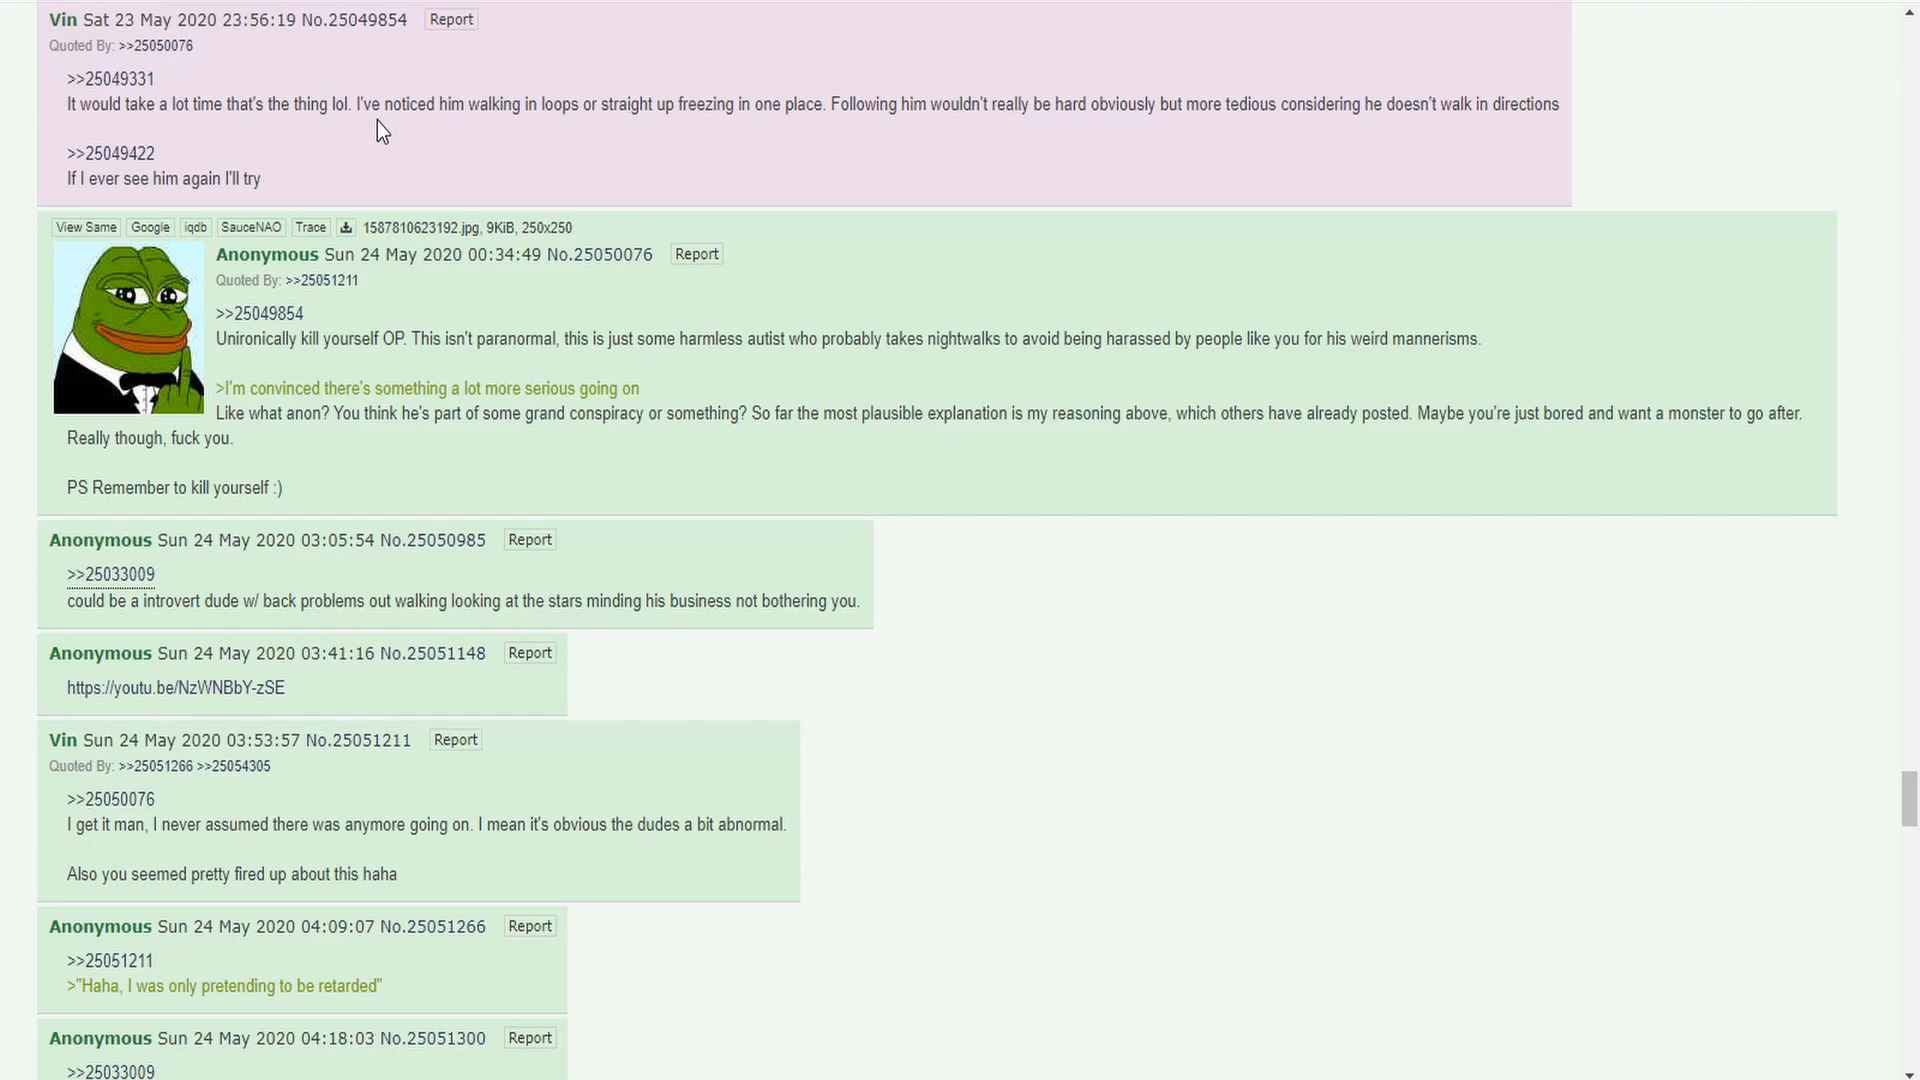 Vin Sat 23 May 2020 23:56:19 No.25049854 Report
Quoted By: >>25050076
>>25049331
It would take a lot time that's the thing lol. I've noticed him walking in loops or straight up freezing in one place. Following him wouldn't really be hard obviously but more tedious considering he doesn't walk in directions
>>25049422
If I ever see him again I'll try
View Same Google iqdb SauceNAO Trace 1587810623192.jpg, 9KiB, 250x250
Anonymous Sun 24 May 2020 00:34:49 No.25050076 Report
Quoted By: >>25051211
>>25049854
Unironically kill yourself OP. This isn't paranormal, this is just some harmless autist who probably takes nightwalks to avoid being harassed by people like you for his weird mannerisms.
>I'm convinced there's something a lot more serious going on
Like what anon? You think he's part of some grand conspiracy or something? So far the most plausible explanation is my reasoning above, which others have already posted. Maybe you're just bored and want a monster to go after.
Really though, fuck you.
PS Remember to kill yourself :)
Anonymous Sun 24 May 2020 03:05:54 No.25050985 Report
>>25033009
could be a introvert dude w/ back problems out walking looking at the stars minding his business not bothering you.
Anonymous Sun 24 May 2020 03:41:16 No.25051148 Report
https://youtu.be/NzWNBbY-zSE
Vin Sun 24 May 2020 03:53:57 No.25051211 Report
Quoted By: >>25051266 >>25054305
>>25050076
I get it man, I never assumed there was anymore going on. I mean it's obvious the dudes a bit abnormal.
Also you seemed pretty fired up about this haha
Anonymous Sun 24 May 2020 04:09:07 No.25051266 Report
>>25051211
>"Haha, I was only pretending to be retarded"
Anonymous Sun 24 May 2020 04:18:03 No.25051300 Report
>>25033009